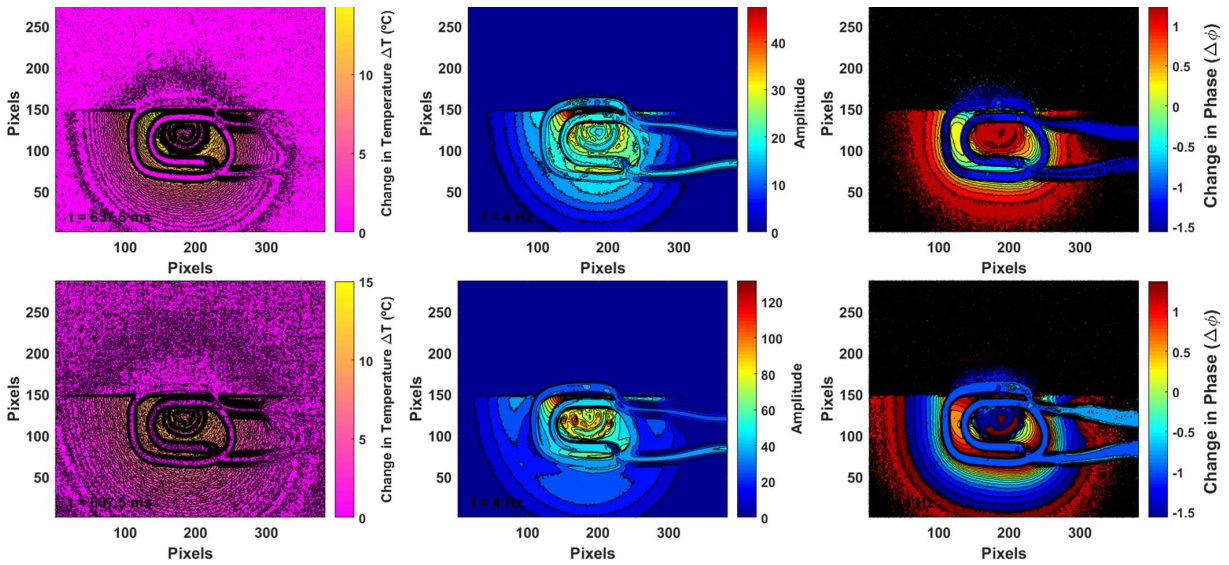 250
200
150
100
50
100 200 300
Pixels
Pixels
t = 637.5 ms
10
5
0
Change in Temperature ΔT (ºC)
250
200
150
100
50
100 200 300
Pixels
Pixels
f = 4 Hz
40
30
20
10
0
Amplitude
250
200
150
100
50
100 200 300
Pixels
Pixels
1
0.5
0
-0.5
-1
-1.5
Change in Phase (Δϕ)
250
200
150
100
50
100 200 300
Pixels
Pixels
15
10
5
0
Change in Temperature ΔT (ºC)
250
200
150
100
50
100 200 300
Pixels
Pixels
f = 4 Hz
120
100
80
60
40
20
0
Amplitude
250
200
150
100
50
100 200 300
Pixels
Pixels
Hz
1
0.5
0
-0.5
-1
-1.5
Change in Phase (Δϕ)